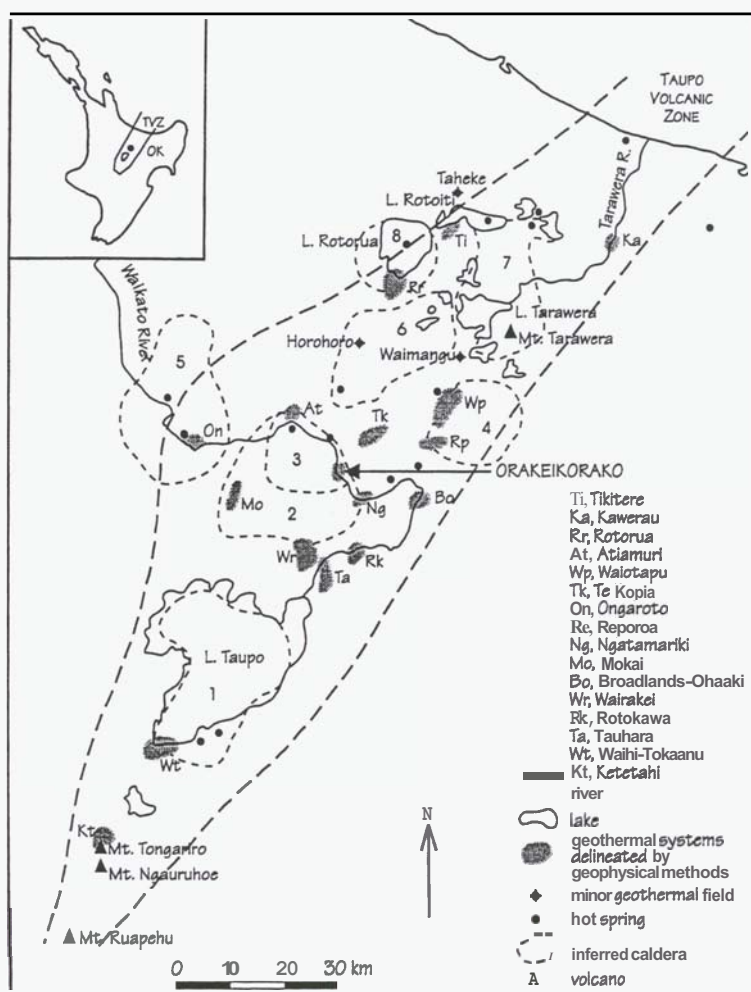 TAUPO
VOLCANIC
ZONE
TVZ
OK
Taheke
Tarawera R.
L. Rotoiti
L. Rotorua
8
Ti
Ka
7
Rr
Waikato River
L. Tarawera
Mt. Tarawera
6
Horohoro
Waimangu
5
Wp
At
Tk
4
On
Rp
3
ORAKEIKORAKO
Mo
2
Ng
Bo
Wr
Rk
Ta
L. Taupo
1
Wt
Kt
Mt. Tongariro
Mt. Ngauruhoe
Mt. Ruapehu
N
0 10 20 30 km
Ti, Tikitere
Ka, Kawerau
Rr, Rotorua
At, Atiamuri
Wp, Waiotapu
Tk, Te Kopia
On, Ongaroto
Re, Reporoa
Ng, Ngatamariki
Mo, Mokai
Bo, Broadlands-Ohaaki
Wr, Wairakei
Rk, Rotokawa
Ta, Tauhara
Wt, Waihi-Tokaanu
Kt, Ketetahi
river
lake
geothermal systems
delineated by
geophysical methods
minor geothermal field
hot spring
inferred caldera
A volcano